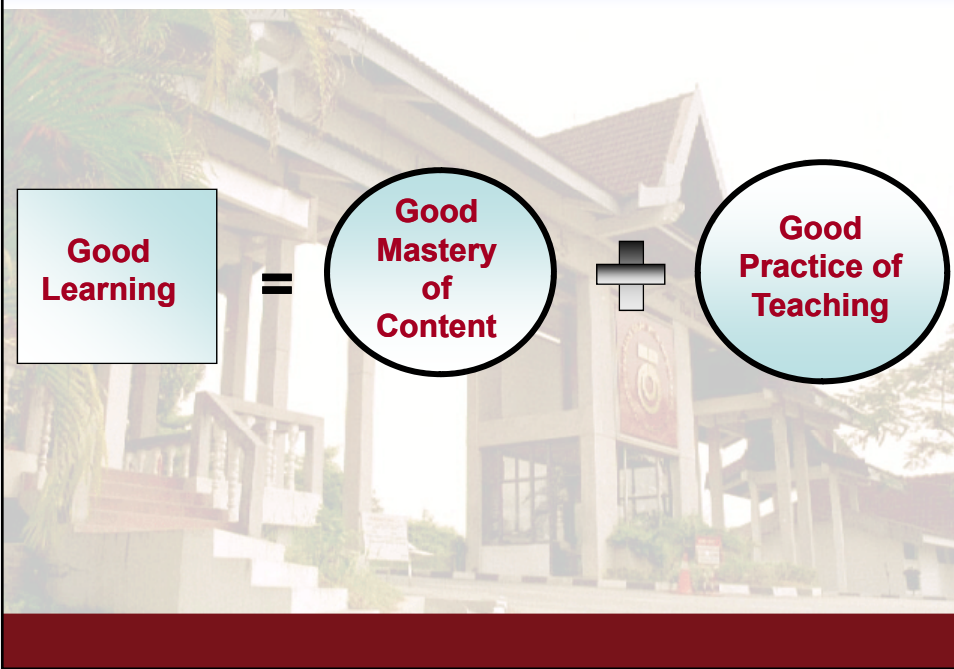 Good
Learning
=
Good
Mastery
of
Content
Good
Practice of
Teaching